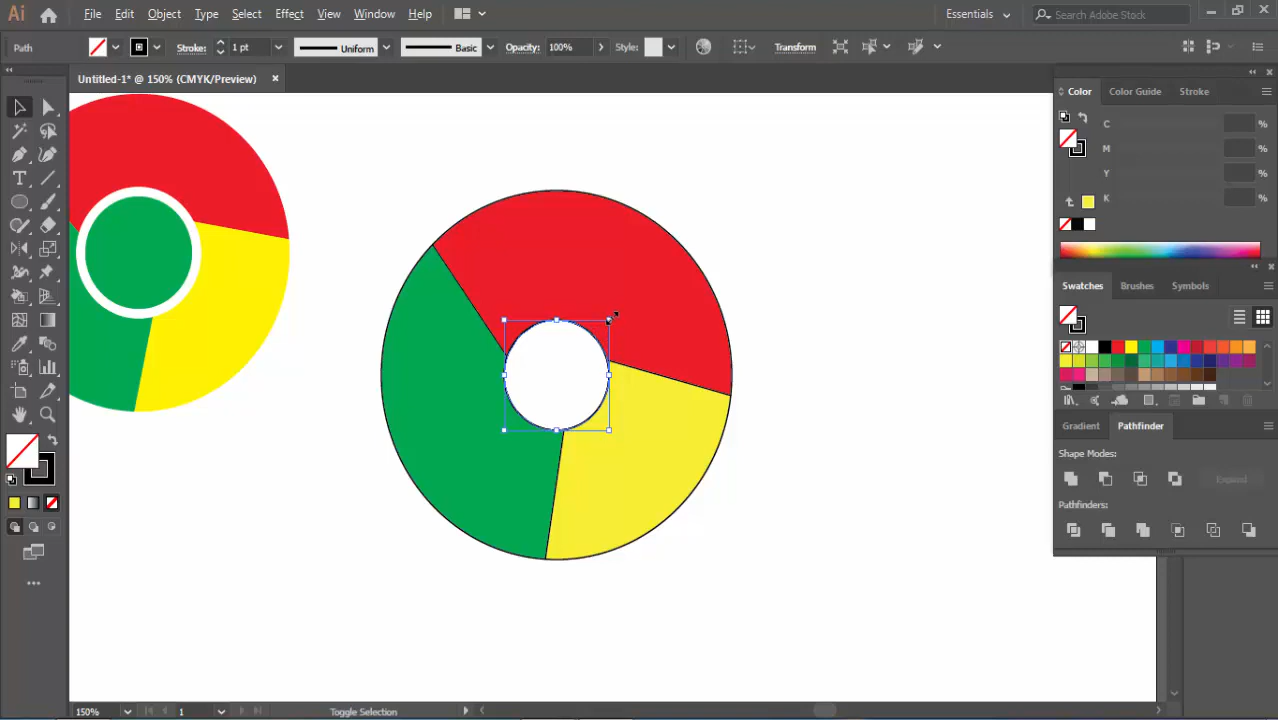 Ai File Edit Object Type Select Effect View Window Help Essentials Search Adobe Stock
Path Stroke: 1 pt Uniform Basic Opacity: 100% Style: Transform
Untitled-1* @ 150% (CMYK/Preview)
Color Color Guide Stroke
C %
M %
Y %
K %
Swatches Brushes Symbols
Gradient Pathfinder
Shape Modes:
Expand
Pathfinders:
150% 1 Toggle Selection